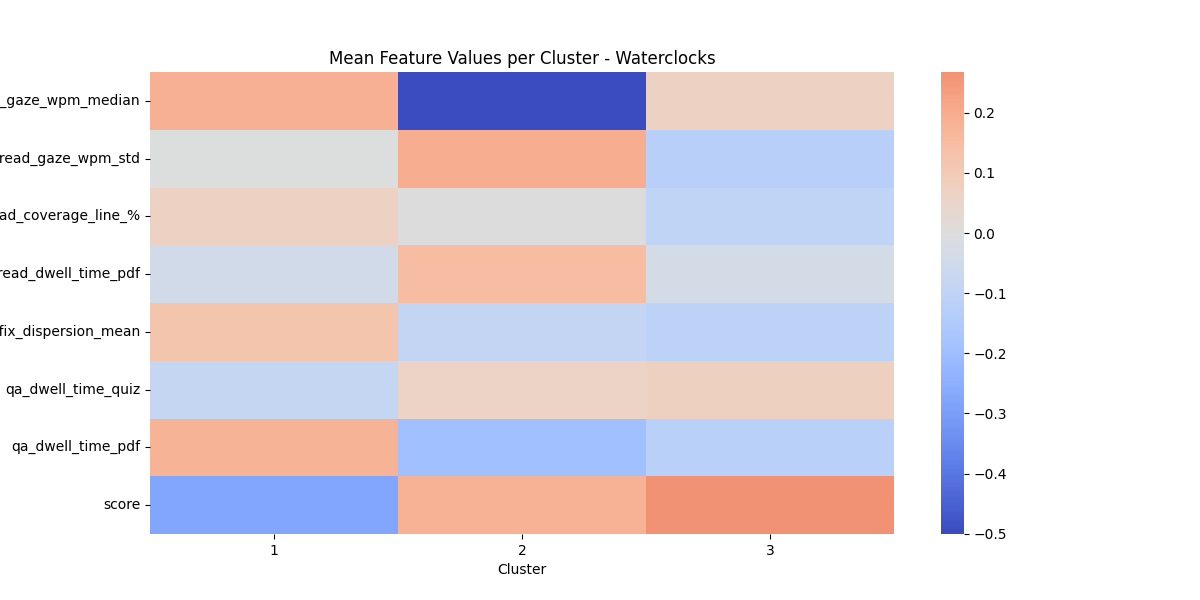 Mean Feature Values per Cluster - Waterclocks
_gaze_wpm_median
read_gaze_wpm_std
ad_coverage_line_%
read_dwell_time_pdf
fix_dispersion_mean
qa_dwell_time_quiz
qa_dwell_time_pdf
score
1 2 3
Cluster
0.2
0.1
0.0
−0.1
−0.2
−0.3
−0.4
−0.5